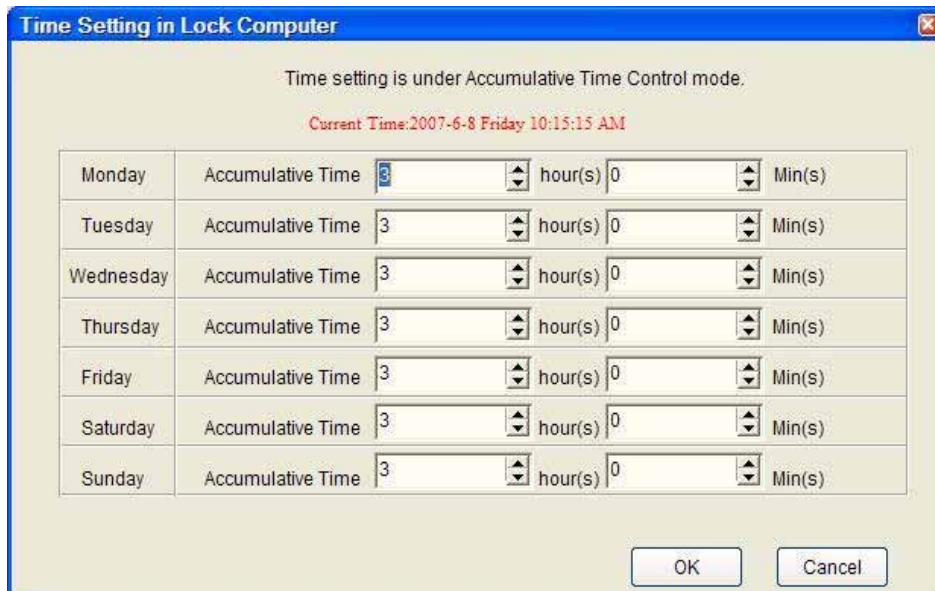 Time Setting in Lock Computer
Time setting is under Accumulative Time Control mode.
Current Time:2007-6-8 Friday 10:15:15 AM
Monday Accumulative Time 3 hour(s) 0 Min(s)
Tuesday Accumulative Time 3 hour(s) 0 Min(s)
Wednesday Accumulative Time 3 hour(s) 0 Min(s)
Thursday Accumulative Time 3 hour(s) 0 Min(s)
Friday Accumulative Time 3 hour(s) 0 Min(s)
Saturday Accumulative Time 3 hour(s) 0 Min(s)
Sunday Accumulative Time 3 hour(s) 0 Min(s)
OK Cancel